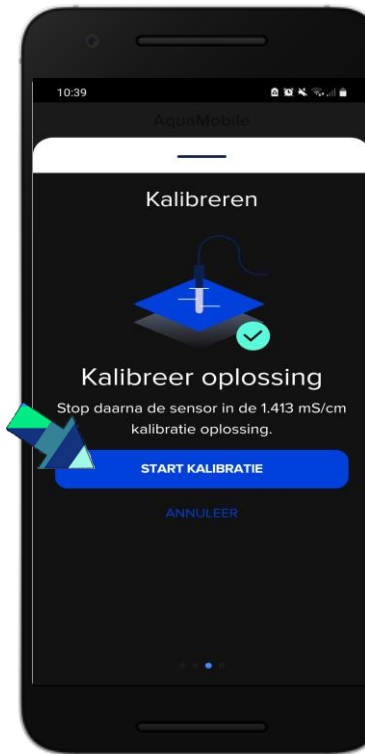 10:39
AquaMobile
Kalibreren
Kalibreer oplossing
Stop daarna de sensor in de 1.413 mS/cm
kalibratie oplossing.
START KALIBRATIE
ANNULEER